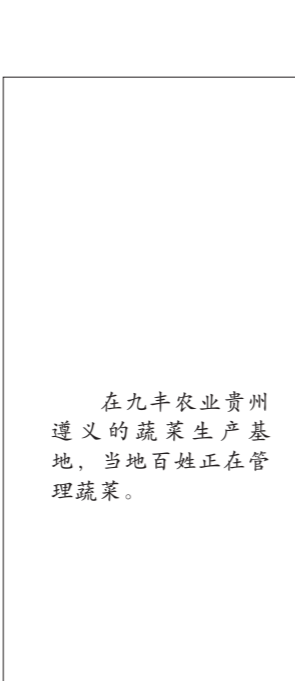 在九丰农业贵州
遵义的蔬菜生产基
地，当地百姓正在管
理蔬菜。